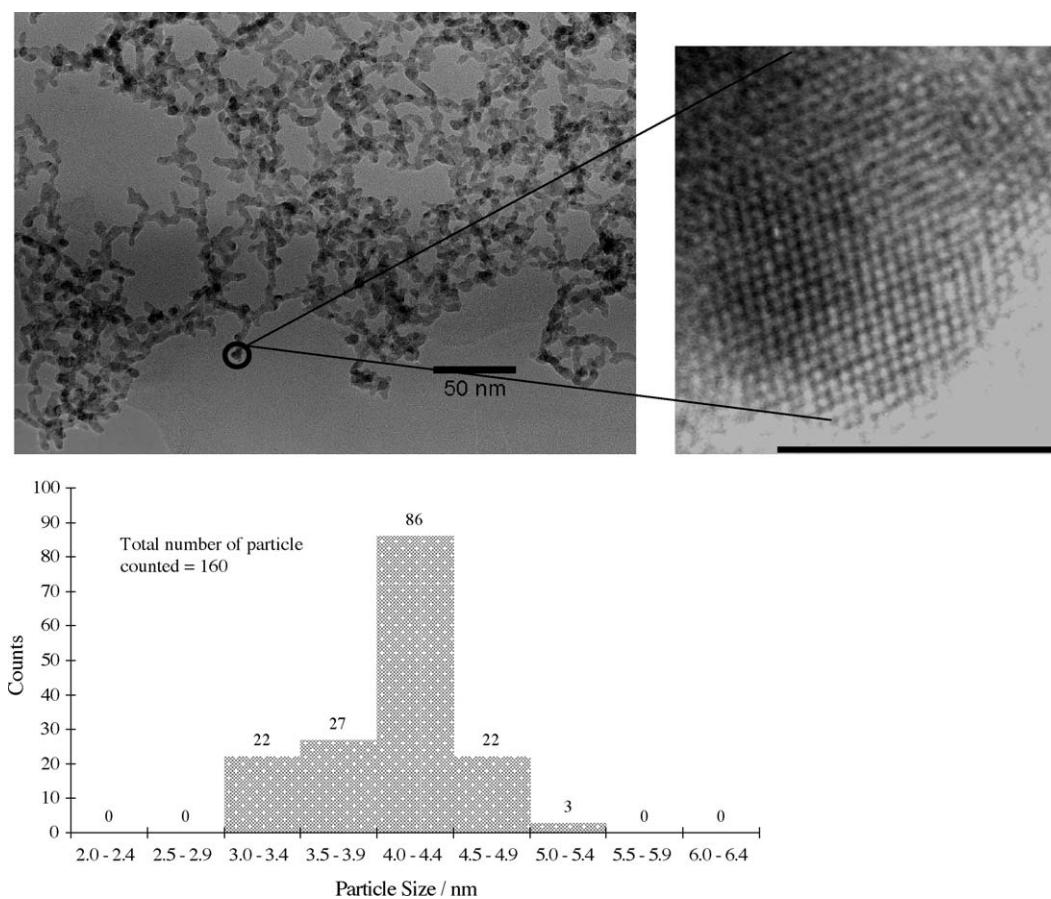 50 nm
100
90
80
70
60
50
40
30
20
10
0
Counts
Total number of particle
counted = 160
0
0
22
27
86
22
3
0
0
2.0 - 2.4
2.5 - 2.9
3.0 - 3.4
3.5 - 3.9
4.0 - 4.4
4.5 - 4.9
5.0 - 5.4
5.5 - 5.9
6.0 - 6.4
Particle Size / nm